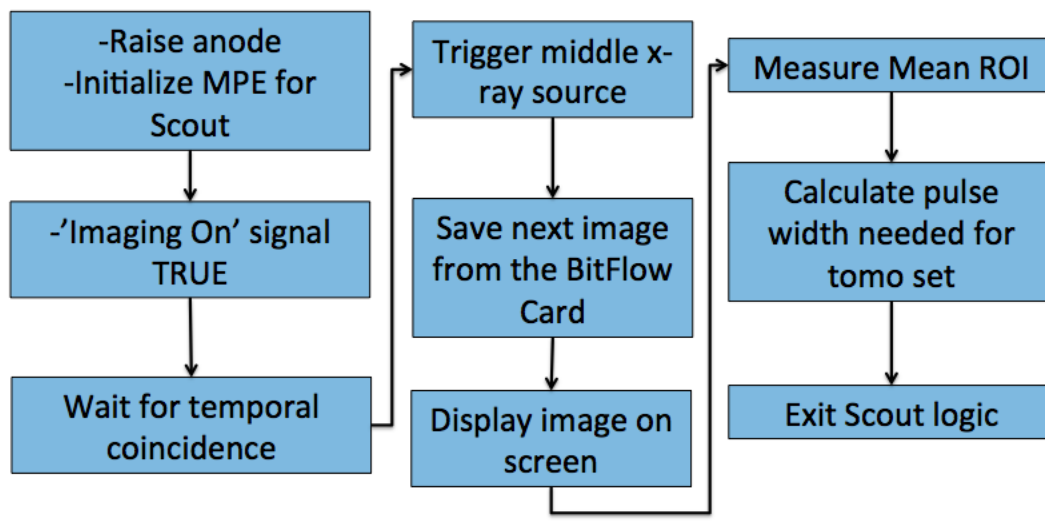 -Raise anode
-Initialize MPE for
Scout
-’Imaging On’ signal
TRUE
Wait for temporal
coincidence
Trigger middle x-
ray source
Save next image
from the BitFlow
Card
Display image on
screen
Measure Mean ROI
Calculate pulse
width needed for
tomo set
Exit Scout logic